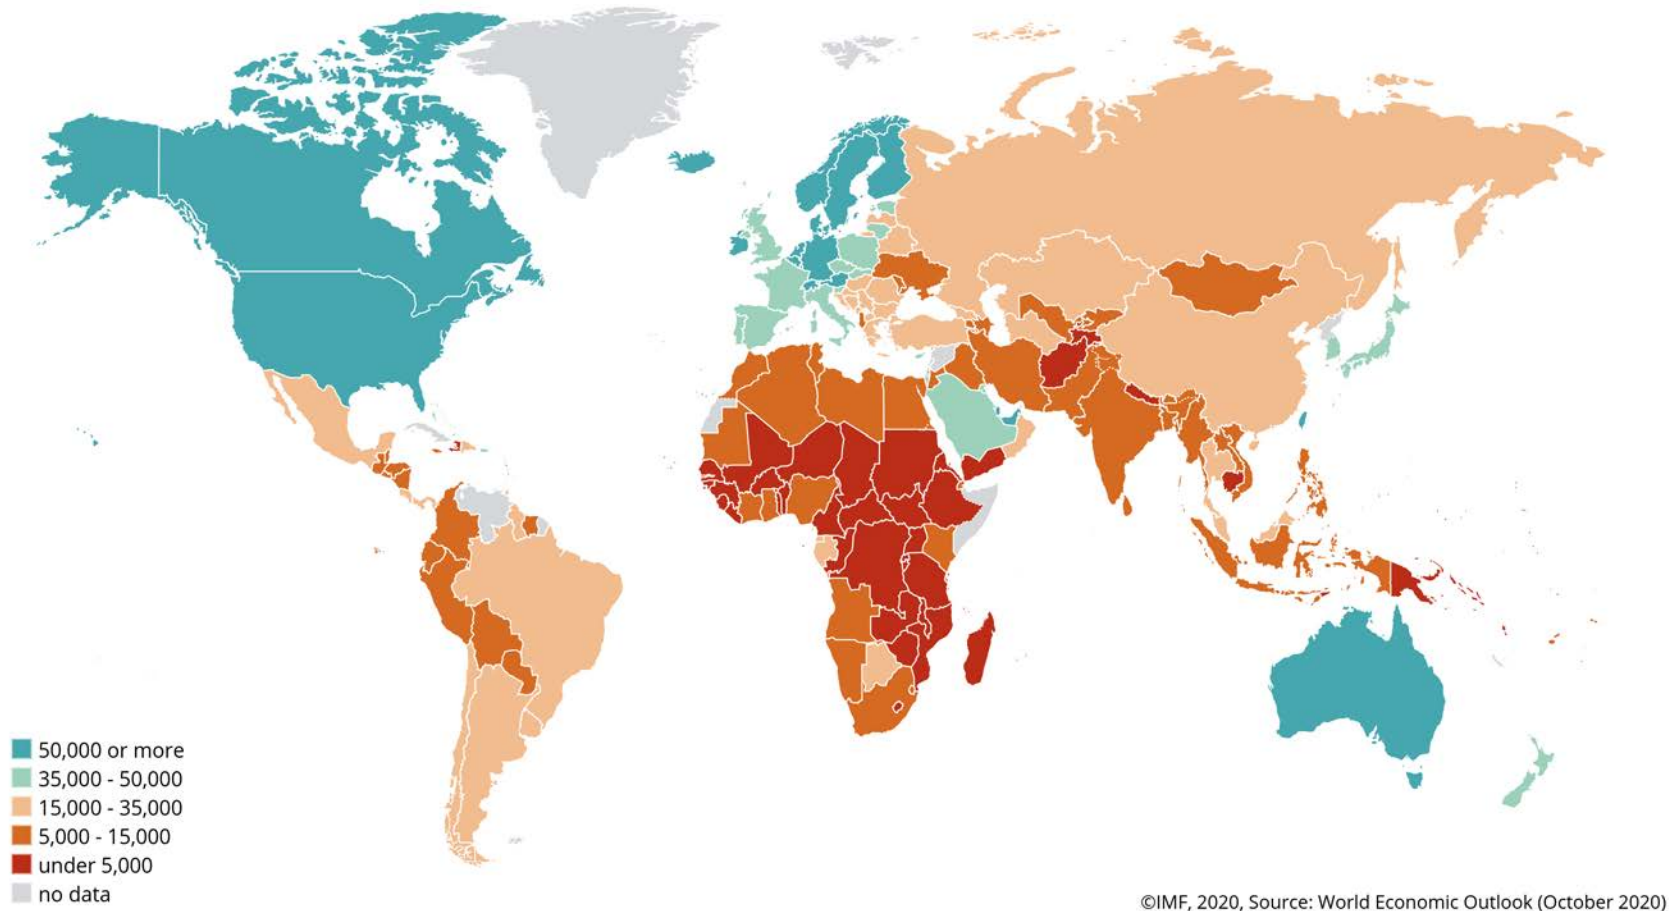 50,000 or more
35,000 - 50,000
15,000 - 35,000
5,000 - 15,000
under 5,000
no data
©IMF, 2020, Source: World Economic Outlook (October 2020)